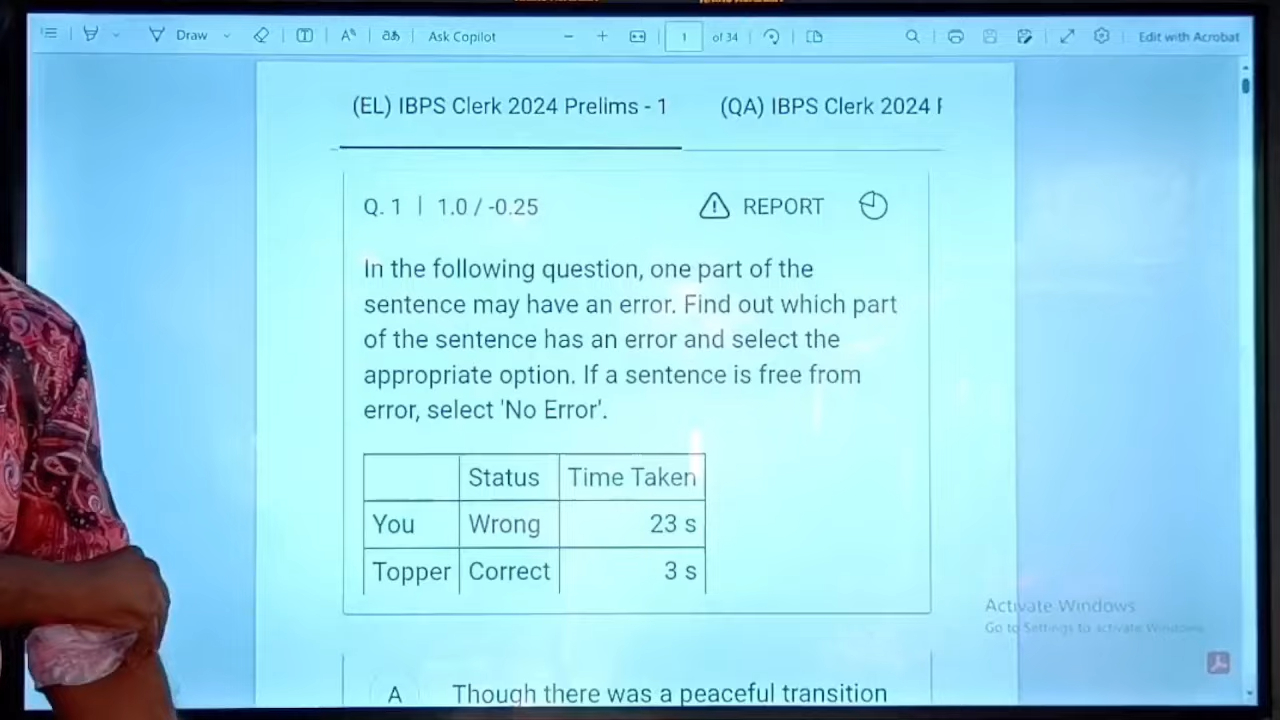 Draw
Ask Copilot
1 of 34
Edit with Acrobat
(EL) IBPS Clerk 2024 Prelims - 1
(QA) IBPS Clerk 2024
Q. 1 | 1.0 / -0.25
REPORT
In the following question, one part of the
sentence may have an error. Find out which part
of the sentence has an error and select the
appropriate option. If a sentence is free from
error, select 'No Error'.
Status Time Taken
You Wrong 23 s
Topper Correct 3 s
Activate Windows
Go to Settings to activate Windows.
A Though there was a peaceful transition